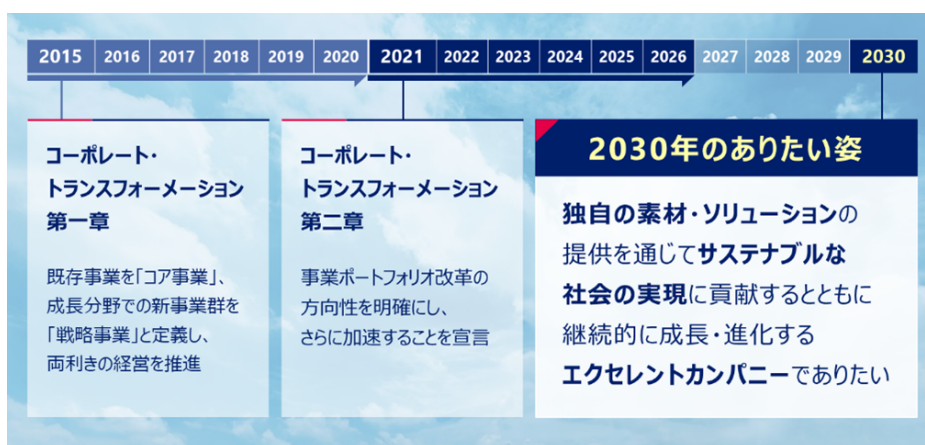 2015 2016 2017 2018 2019 2020 2021 2022 2023 2024 2025 2026 2027 2028 2029 2030
コーポレート・
トランスフォーメーション
第一章
既存事業を「コア事業」、
成長分野での新事業群を
「戦略事業」と定義し、
両利きの経営を推進
コーポレート・
トランスフォーメーション
第二章
事業ポートフォリオ改革の
方向性を明確にし、
さらに加速することを宣言
2030年のありたい姿
独自の素材・ソリューションの
提供を通じてサステナブルな
社会の実現に貢献するとともに
継続的に成長・進化する
エクセレントカンパニーでありたい